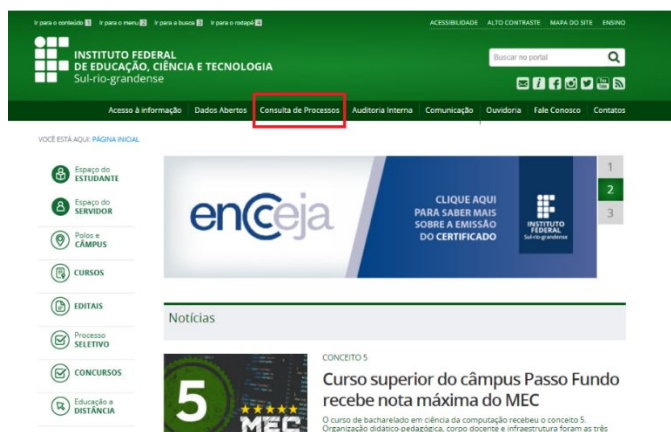 Ir para o conteúdo 1 Ir para o menu 2 Ir para a busca 3 Ir para o rodapé 4
ACESSIBILIDADE ALTO CONTRASTE MAPA DO SITE ENSINO
INSTITUTO FEDERAL
DE EDUCAÇÃO, CIÊNCIA E TECNOLOGIA
Sul-rio-grandense
Buscar no portal
Acesso à informação Dados Abertos Consulta de Processos Auditoria Interna Comunicação Ouvidoria Fale Conosco Contatos
VOCÊ ESTÁ AQUI: PÁGINA INICIAL
Espaço do
ESTUDANTE
Espaço do
SERVIDOR
Polos e
CÂMPUS
CURSOS
EDITAIS
Processo
SELETIVO
CONCURSOS
Educação a
DISTÂNCIA
encceja
CLIQUE AQUI
PARA SABER MAIS
SOBRE A EMISSÃO
DO CERTIFICADO
INSTITUTO
FEDERAL
Sul-rio-grandense
1
2
3
Notícias
5
MEC
CONCEITO 5
Curso superior do câmpus Passo Fundo
recebe nota máxima do MEC
O curso de bacharelado em ciência da computação recebeu o conceito 5.
Organização didático-pedagógica, corpo docente e infraestrutura foram as três